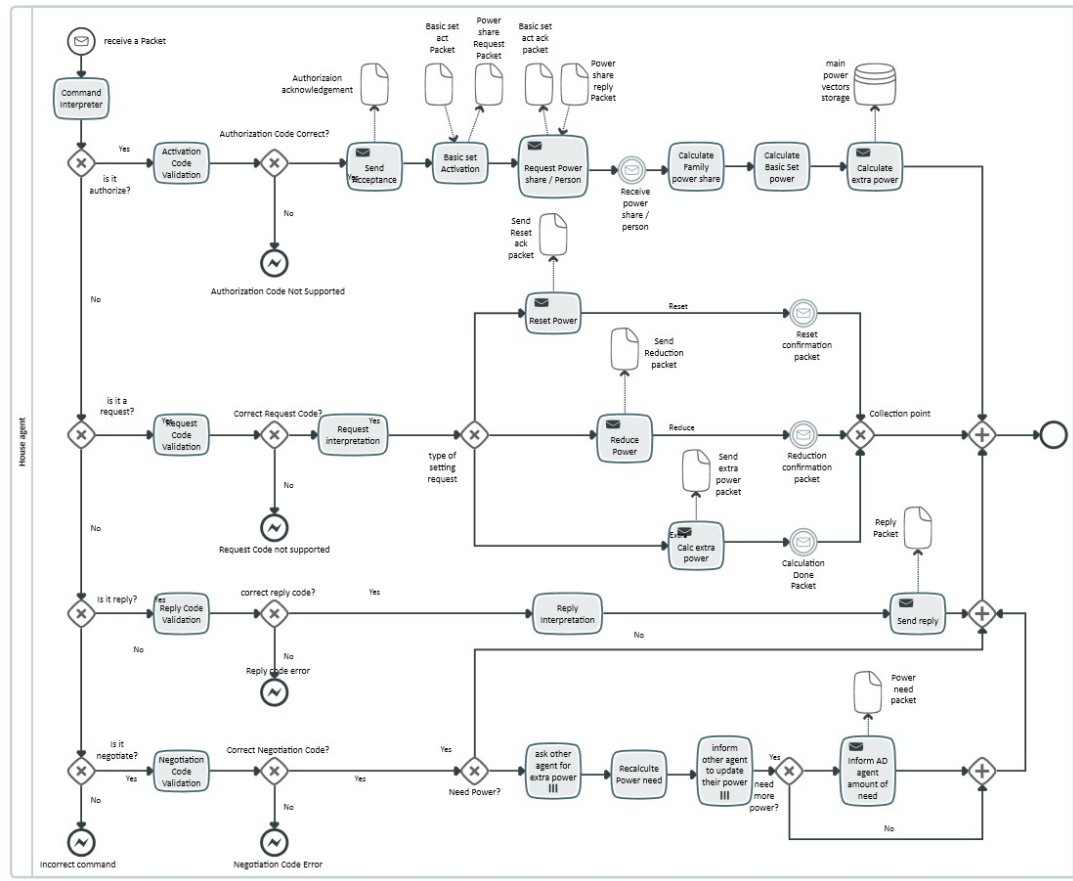 House agent
receive a Packet
Command
Interpreter
Yes
is it
authorize?
Activation
Code
Validation
Authorization Code Correct?
No
Authorization Code Not Supported
Authorizaion
acknowledgement
Yes
Send
Acceptance
Basic set
act
Packet
Power
share
Request
Packet
Basic set
Activation
Basic set
act ack
packet
Power
share
reply
Packet
Request Power
share / Person
Receive
power
share /
person
Calculate
Family
power share
Calculate
Basic Set
power
main
power
vectors
storage
Calculate
extra power
No
Send
Reset
ack
packet
Reset Power
Reset
Reset
confirmation
packet
Send
Reduction
packet
is it a
request?
Yes
Request
Code
Validation
Correct Request Code?
No
Request Code not supported
Yes
Request
interpretation
type of
setting
request
Reduce
Power
Reduce
Reduction
confirmation
packet
Collection point
Send
extra
power
packet
Calc extra
power
Calculation
Done
Packet
No
Is it reply?
Yes
Reply Code
Validation
No
correct reply code?
No
Reply code error
Yes
Reply
Interpretation
No
Reply
Packet
Send reply
Is it
negotiate?
Yes
No
Incorrect command
Negotiation
Code
Validation
Correct Negotiation Code?
No
Negotiation Code Error
Yes
Yes
Need Power?
ask other
agent for
extra power
Recalculte
Power need
inform
other agent
to update
their power
Yes
need
more
power?
Power
need
packet
Inform AD
agent
amount of
need
No